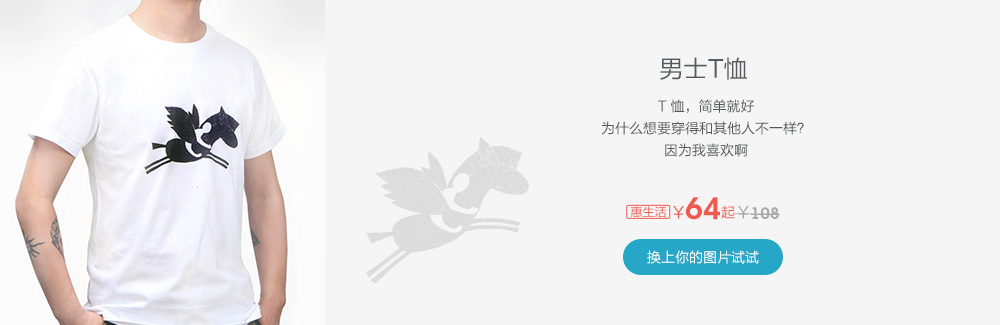 男士T恤
T 恤，简单就好
为什么想要穿得和其他人不一样?
因为我喜欢啊
惠生活 ¥64起 ¥108
换上你的图片试试